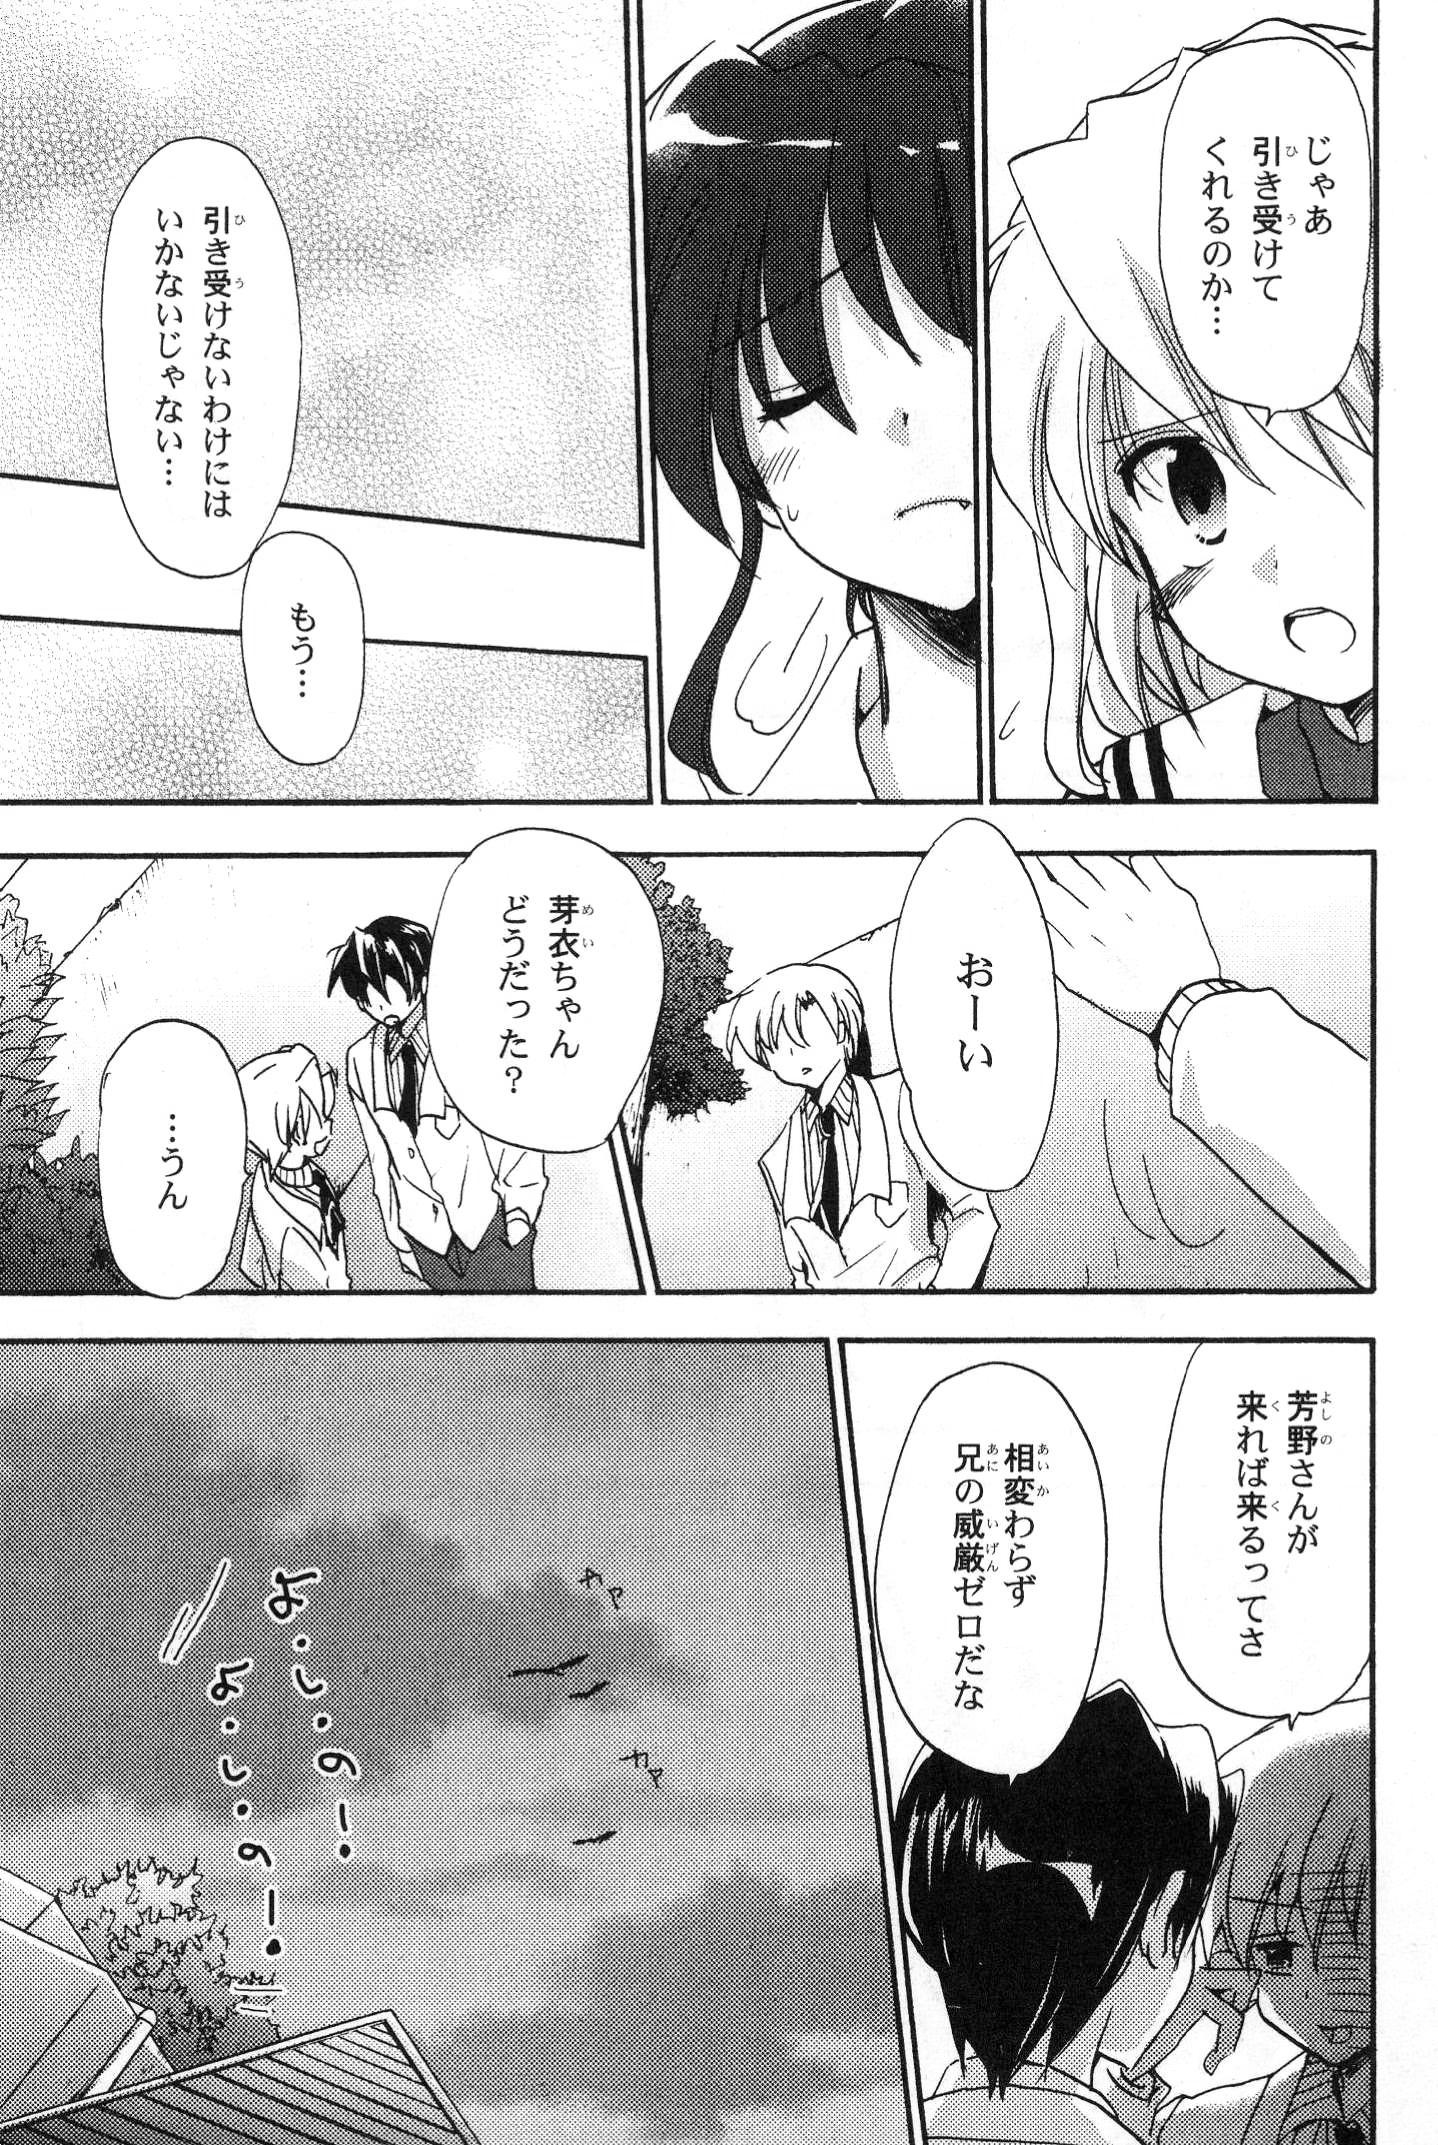 じゃあ
引き受けて
くれるのか…
引き受けないわけには
いかないじゃない…
もう…
おーい
芽衣ちゃん
どうだった？
…うん
芳野さんが
来れば来るってさ
相変わらず
兄の威厳ゼロだな
カァ
カァ
よ・し・の・ー・
よ・し・の・ー・